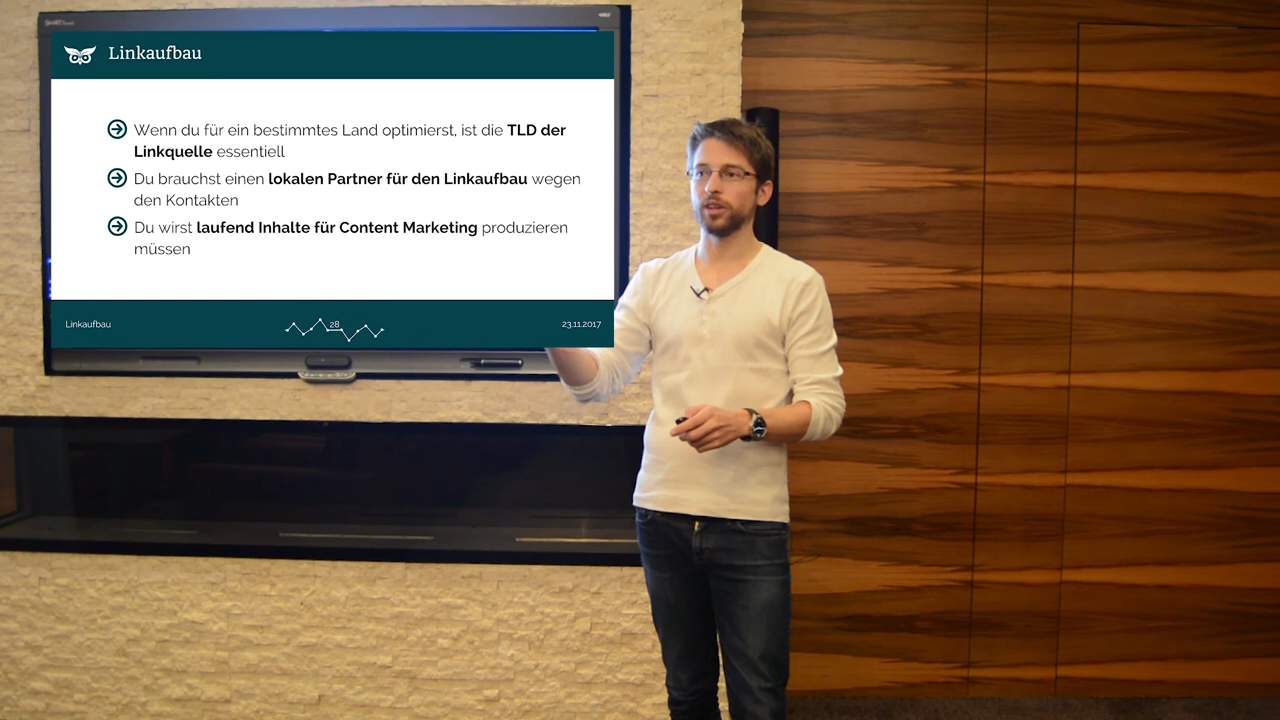 Linkaufbau
Wenn du für ein bestimmtes Land optimierst, ist die TLD der
Linkquelle essentiell
Du brauchst einen lokalen Partner für den Linkaufbau wegen
den Kontakten
Du wirst laufend Inhalte für Content Marketing produzieren
müssen
Linkaufbau
28
23.11.2017